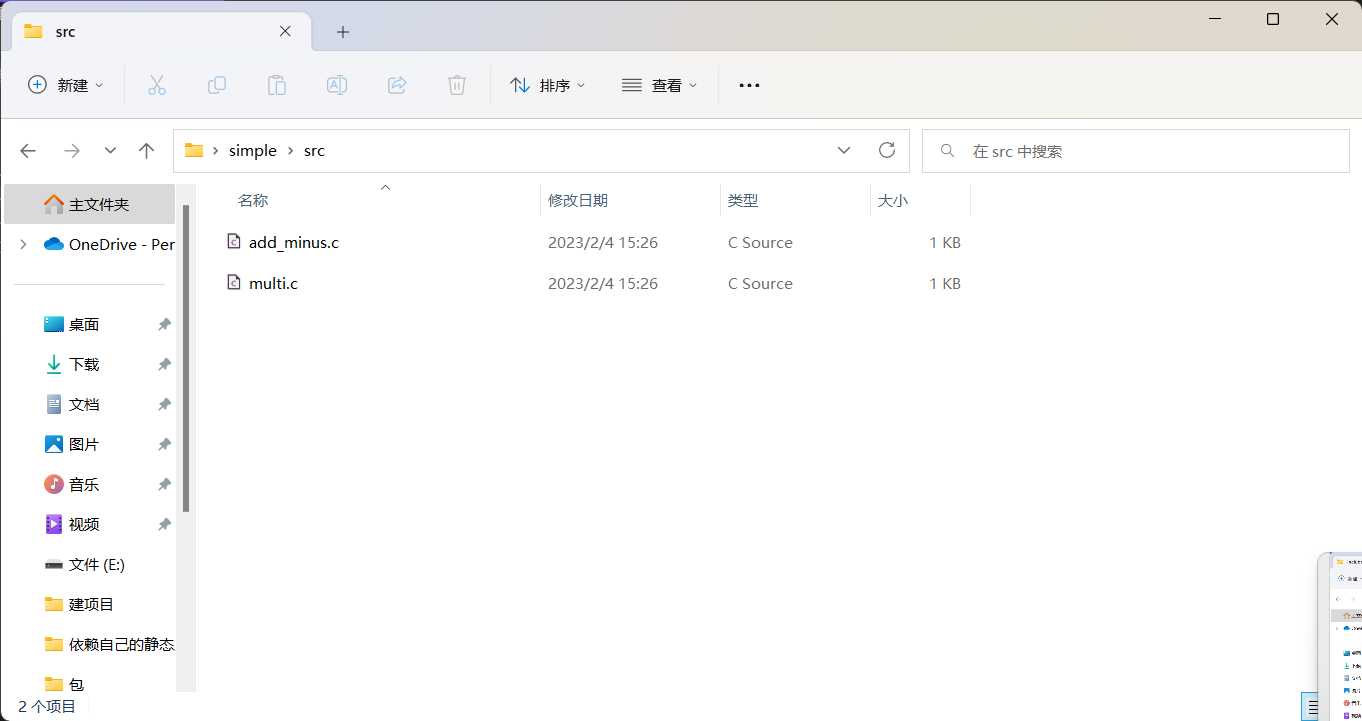 src
新建
排序
查看
simple
src
在 src 中搜索
主文件夹
OneDrive - Per
桌面
下载
文档
图片
音乐
视频
文件 (E:)
建项目
依赖自己的静态
包
名称 修改日期 类型 大小
add_minus.c 2023/2/4 15:26 C Source 1 KB
multi.c 2023/2/4 15:26 C Source 1 KB
2 个项目